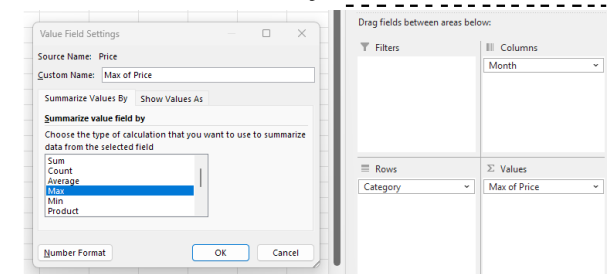 Value Field Settings
Source Name: Price
Custom Name: Max of Price
Summarize Values By Show Values As
Summarize value field by
Choose the type of calculation that you want to use to summarize
data from the selected field
Sum
Count
Average
Max
Min
Product
Number Format OK Cancel
Drag fields between areas below:
Filters
Columns
Month
Rows
Category
Σ Values
Max of Price